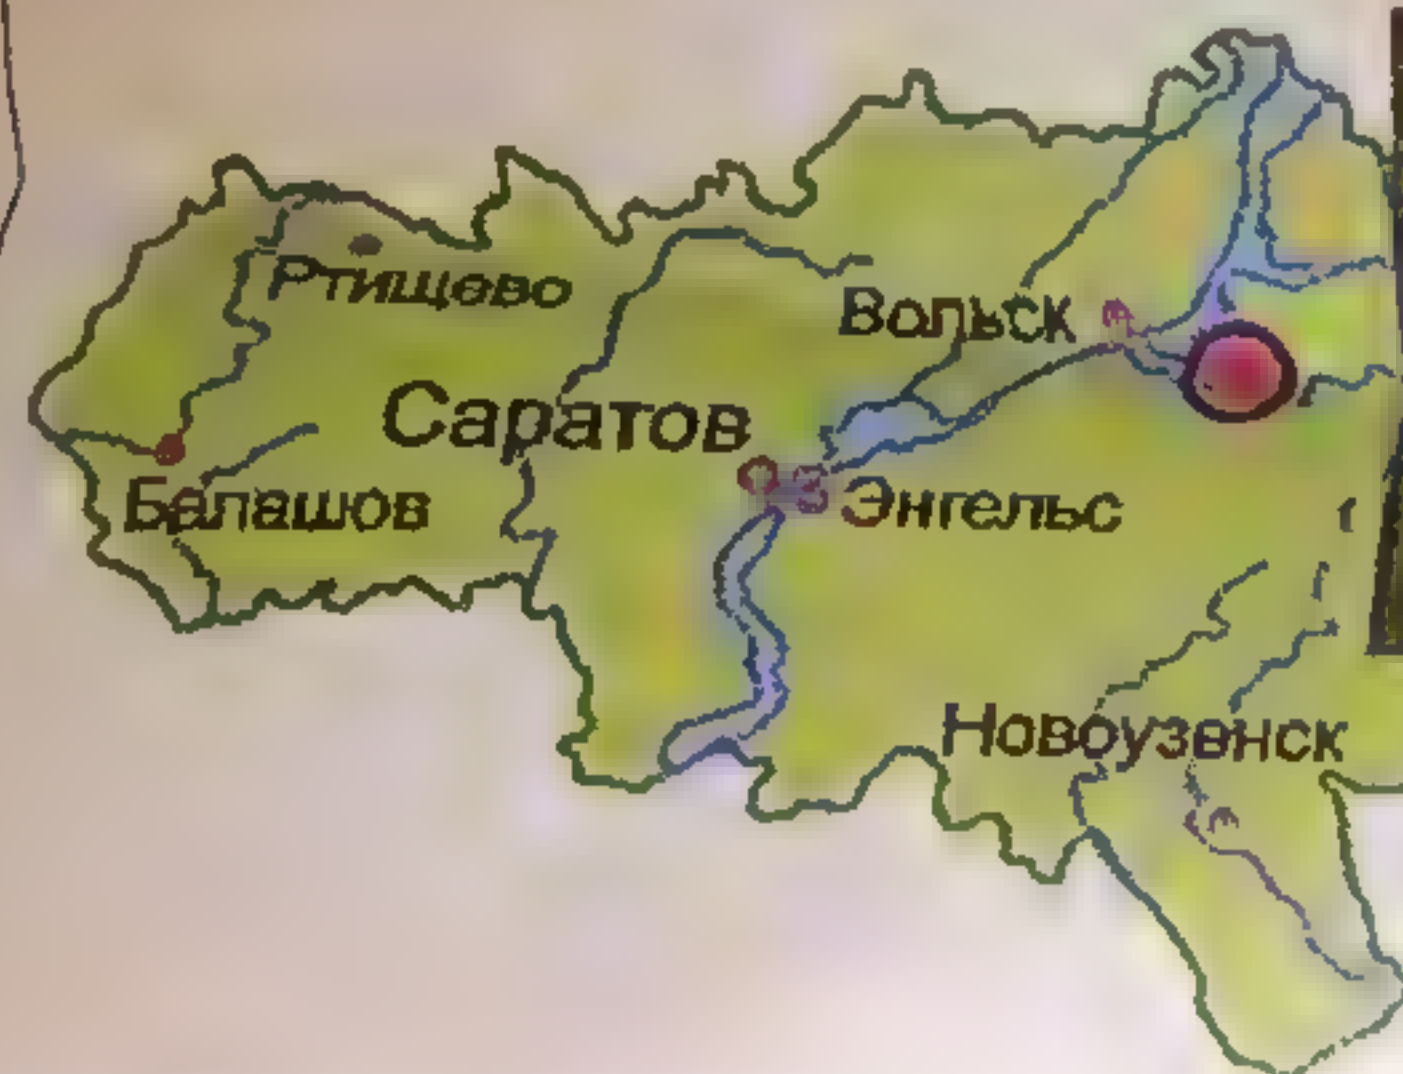 Ртищево
Вольск
Саратов
Балашов
Энгельс
Новоузенск